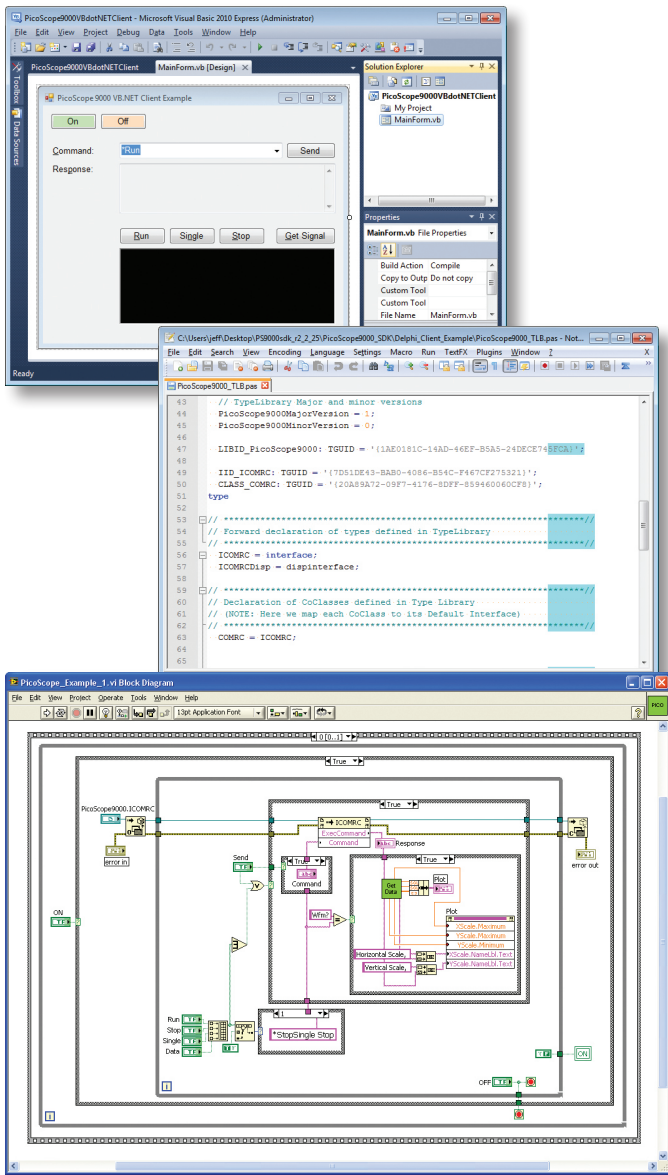 PicoScope9000VBdotNETClient - Microsoft Visual Basic 2010 Express (Administrator)
File Edit View Project Debug Data Tools Window Help
Toolbox
Data Sources
PicoScope9000VBdotNETClient MainForm.vb [Design]
PicoScope 9000 VB.NET Client Example
On Off
Command: *Run Send
Response:
Run Single Stop Get Signal
Solution Explorer
PicoScope9000VBdotNETClient
My Project
MainForm.vb
Properties
MainForm.vb File Properties
Build Action Compile
Copy to Outp Do not copy
Custom Tool
Custom Tool
File Name MainForm.vb
Ready
C:\Users\jeff\Desktop\PS9000sdk_r2_2_25\PicoScope9000_SDK\Delphi_Client_Example\PicoScope9000_TLB.pas - Not...
File Edit Search View Encoding Language Settings Macro Run TextFX Plugins Window ? X
PicoScope9000_TLB.pas
43 // TypeLibrary Major and minor versions
44 PicoScope9000MajorVersion = 1;
45 PicoScope9000MinorVersion = 0;
46
47 LIBID_PicoScope9000: TGUID = '{1AE0181C-14AD-46EF-B5A5-24DECE745FCA}';
48
49 IID_ICOMRC: TGUID = '{7D51DE43-BAB0-4086-B54C-F467CF275321}';
50 CLASS_COMRC: TGUID = '{20A89A72-09F7-4176-8DFF-859460060CF8}';
51 type
52
53 // *********************************************************************//
54 // Forward declaration of types defined in TypeLibrary
55 // *********************************************************************//
56 ICOMRC = interface;
57 ICOMRCDisp = dispinterface;
58
59 // *********************************************************************//
60 // Declaration of CoClasses defined in Type Library
61 // (NOTE: Here we map each CoClass to its Default Interface)
62 // *********************************************************************//
63 COMRC = ICOMRC;
64
65
PicoScope_Example_1.vi Block Diagram
File Edit View Project Operate Tools Window Help
13pt Application Font
PICO
0 [0..1]
True
True
PicoScope9000.ICOMRC
error in
ICOMRC
ExecCommand
Command
Response
error out
Send
True
abc
Command
True
Get Data
Plot
Wfm?
Plot
XScale.Maximum
YScale.Maximum
YScale.Minimum
XScale.NameLbl.Text
YScale.NameLbl.Text
Horizontal Scale,
Vertical Scale,
ON
TF
Run TF
Stop TF
Single TF
Data TF
1
*StopSingle Stop
ON
OFF TF
i
i